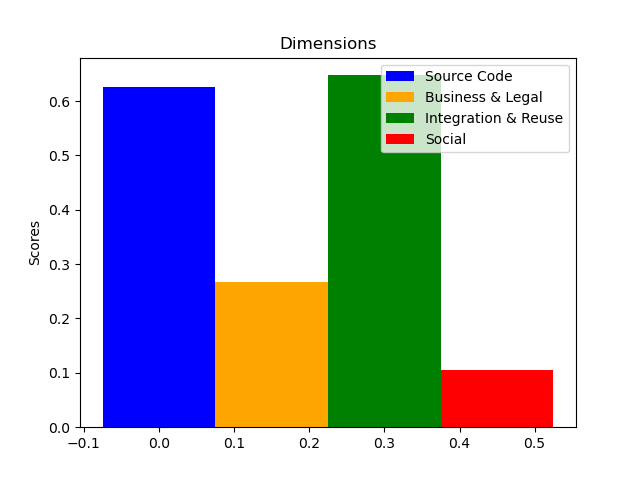 Dimensions
Source Code
Business & Legal
Integration & Reuse
Social
Scores
0.6
0.5
0.4
0.3
0.2
0.1
0.0
−0.1 0.0 0.1 0.2 0.3 0.4 0.5